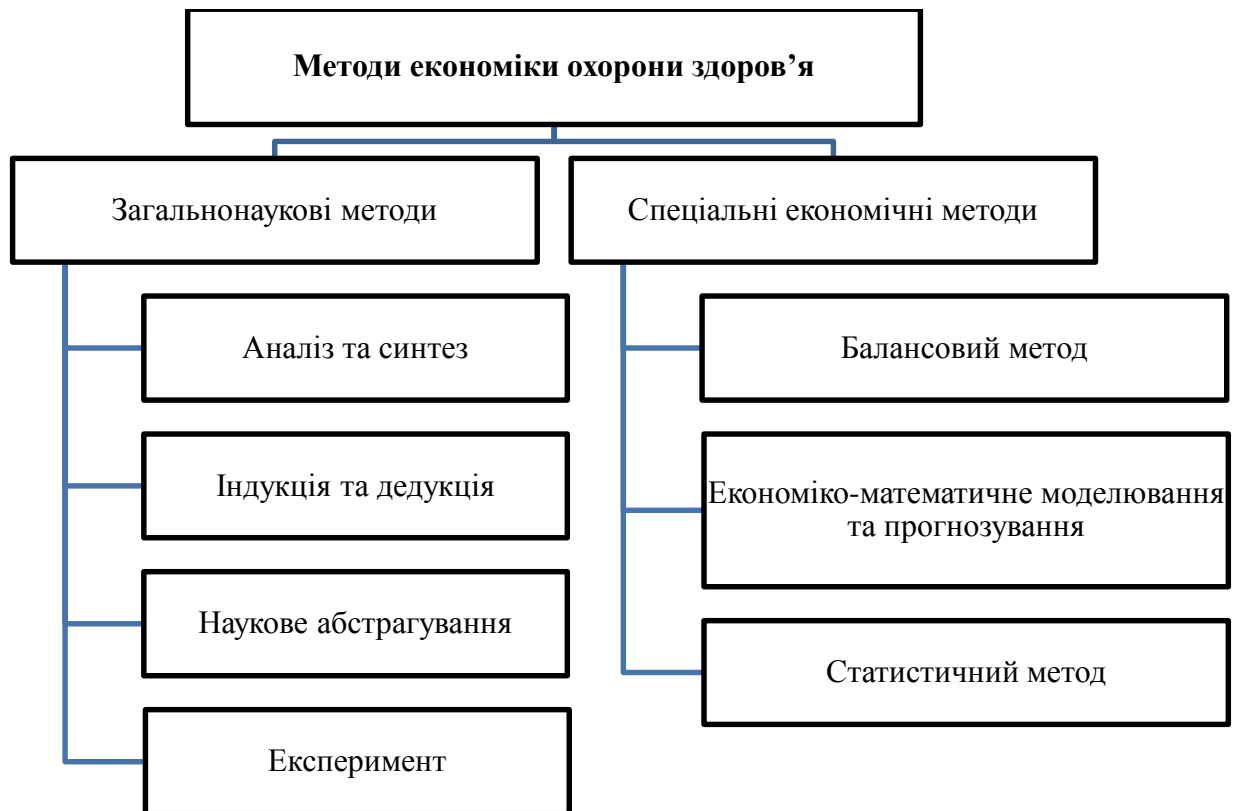 Методи економіки охорони здоров’я
Загальнонаукові методи
Аналіз та синтез
Індукція та дедукція
Наукове абстрагування
Експеримент
Спеціальні економічні методи
Балансовий метод
Економіко-математичне моделювання
та прогнозування
Статистичний метод